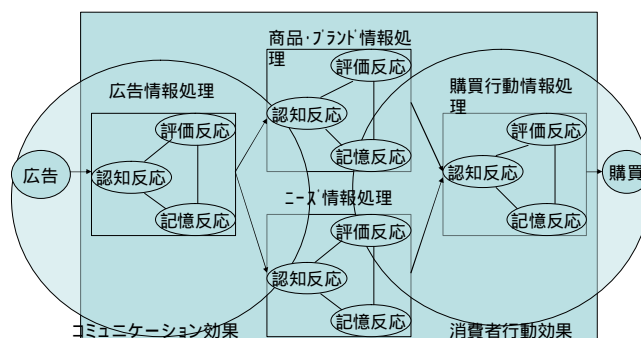 商品・ブランド情報処
理
評価反応
認知反応
記憶反応
広告情報処理
評価反応
認知反応
記憶反応
広告
購買行動情報処
理
評価反応
認知反応
記憶反応
購買
ニーズ情報処理
評価反応
認知反応
記憶反応
コミュニケーション効果
消費者行動効果